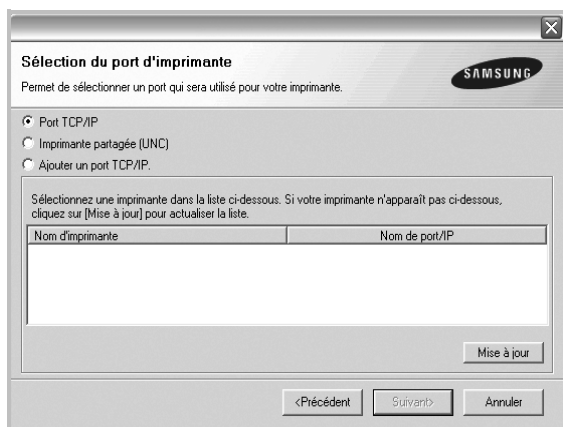 Sélection du port d'imprimante
Permet de sélectionner un port qui sera utilisé pour votre imprimante.
SAMSUNG
Port TCP/IP
Imprimante partagée (UNC)
Ajouter un port TCP/IP.
Sélectionnez une imprimante dans la liste ci-dessous. Si votre imprimante n'apparaît pas ci-dessous,
cliquez sur [Mise à jour] pour actualiser la liste.
Nom d'imprimante Nom de port/IP
Mise à jour
<Précédent Suivant> Annuler